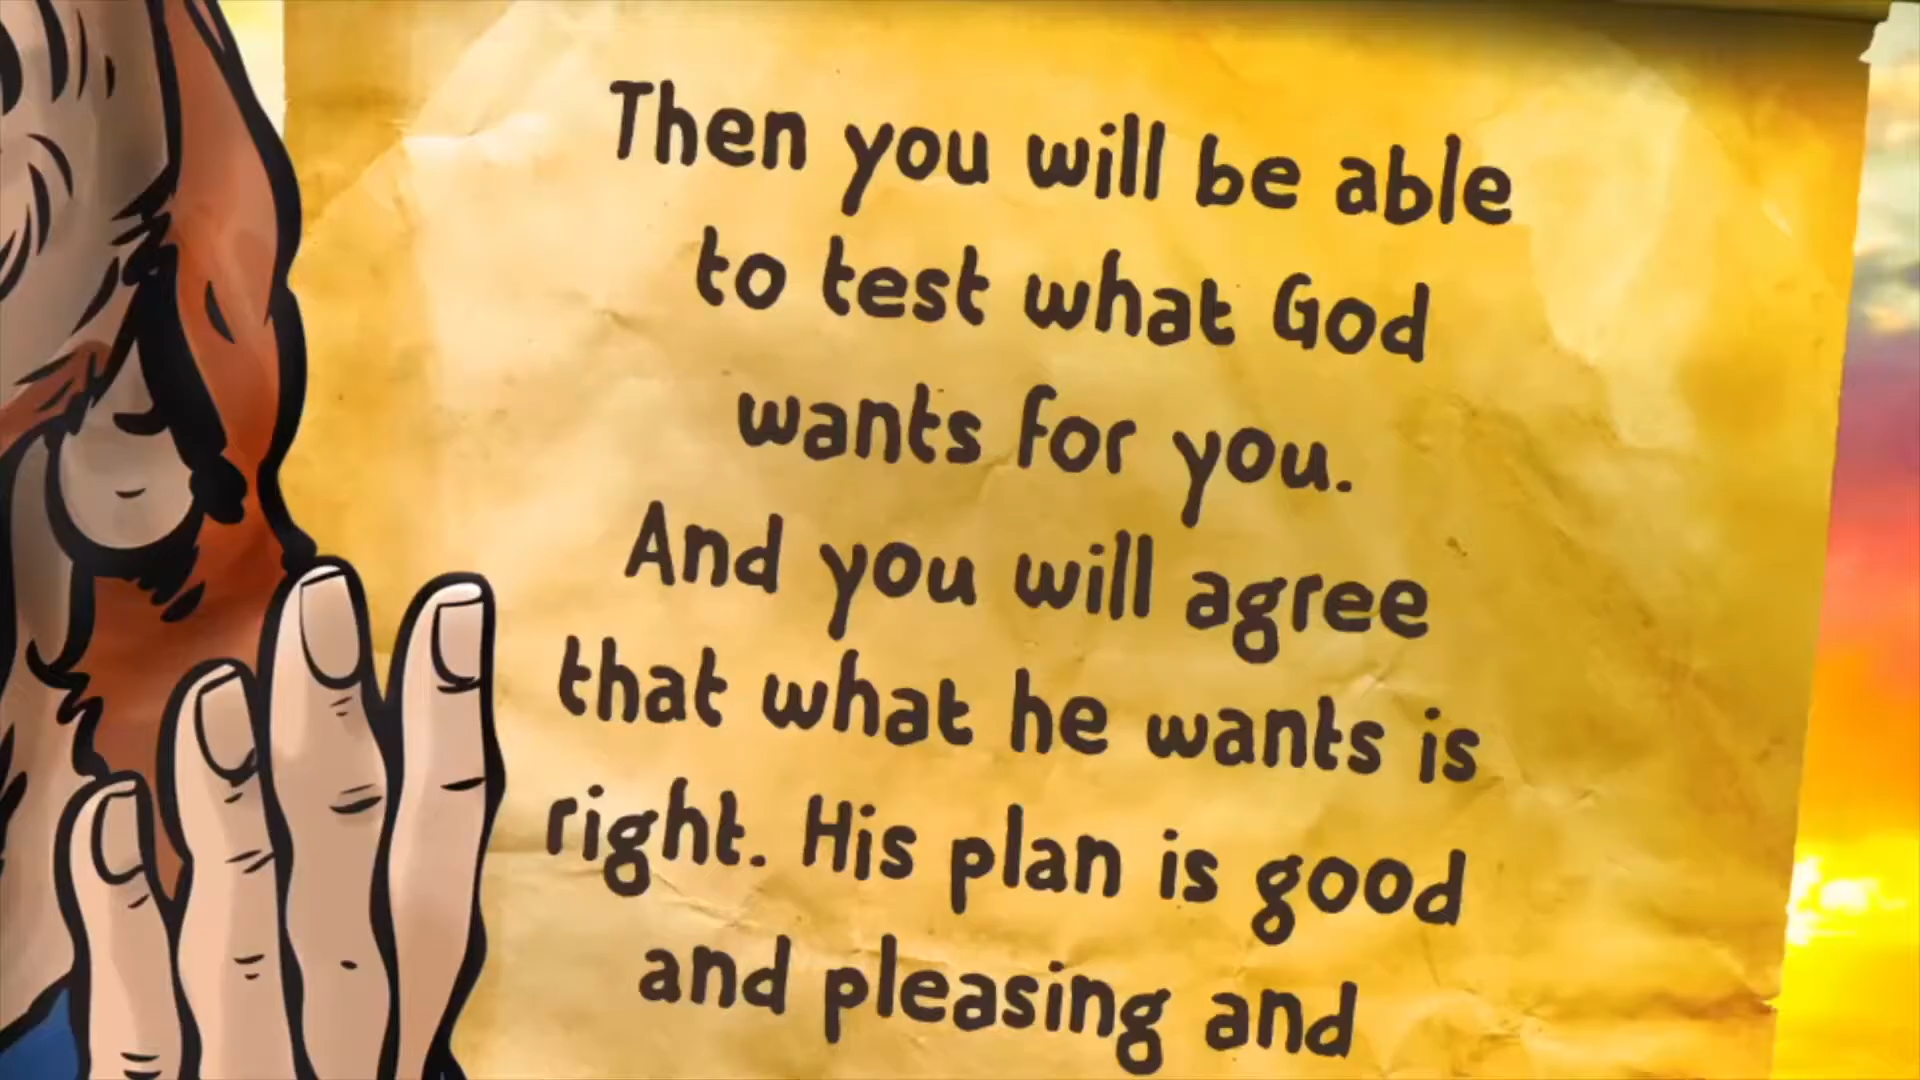 Then you will be able
to test what God
wants for you.
And you will agree
that what he wants is
right. His plan is good
and pleasing and